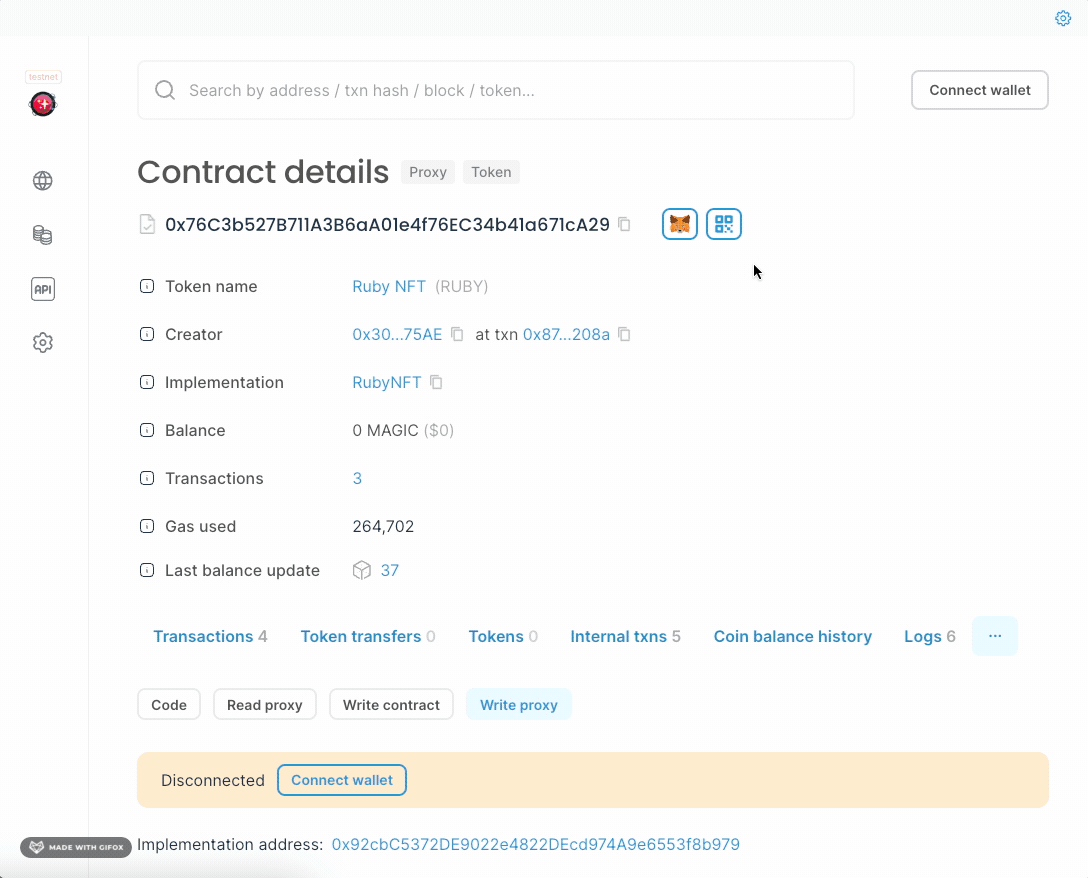 testnet
Search by address / txn hash / block / token...
Connect wallet
Contract details Proxy Token
0x76C3b527B711A3B6aA01e4f76EC34b41a671cA29
API
Token name Ruby NFT (RUBY)
Creator 0x30...75AE at txn 0x87...208a
Implementation RubyNFT
Balance 0 MAGIC ($0)
Transactions 3
Gas used 264,702
Last balance update 37
Transactions 4 Token transfers 0 Tokens 0 Internal txns 5 Coin balance history Logs 6 ...
Code Read proxy Write contract Write proxy
Disconnected Connect wallet
MADE WITH GIFOX
Implementation address: 0x92cbC5372DE9022e4822DEcd974A9e6553f8b979